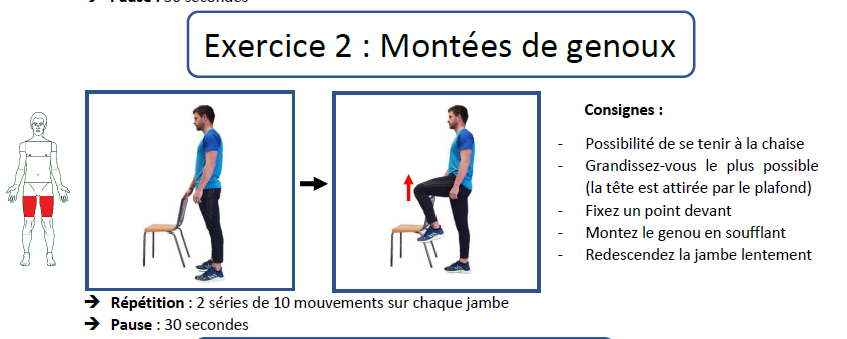 ➔ Pause : 30 secondes
Exercice 2 : Montées de genoux
Consignes :
- Possibilité de se tenir à la chaise
- Grandissez-vous le plus possible
(la tête est attirée par le plafond)
- Fixez un point devant
- Montez le genou en soufflant
- Redescendez la jambe lentement
➔ Répétition : 2 séries de 10 mouvements sur chaque jambe
➔ Pause : 30 secondes